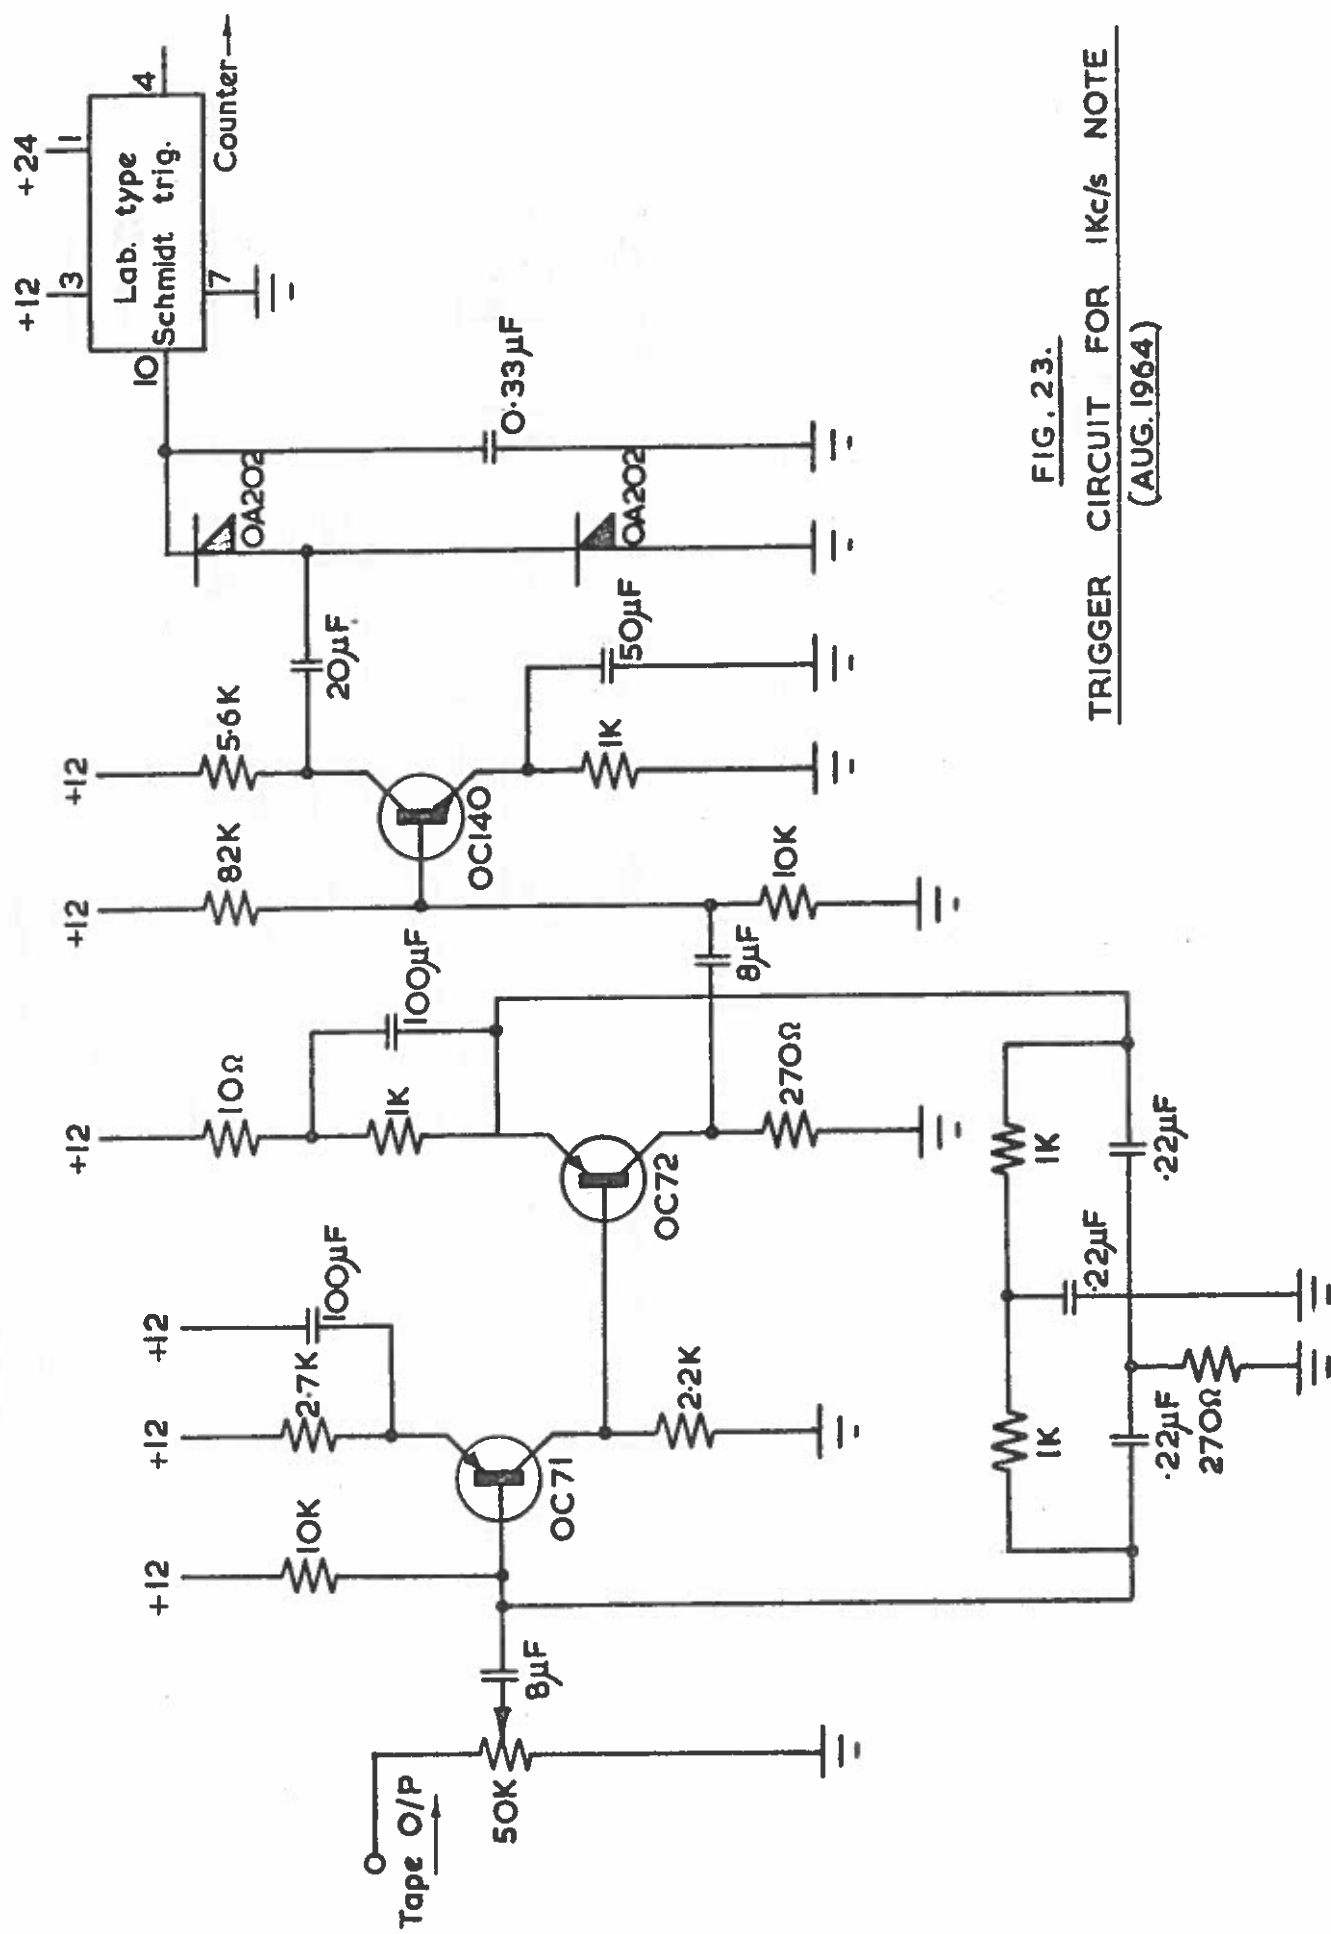 Tape O/P
50K
8µF
+12
10K
+12
2·7K
+12
100µF
OC71
2·2K
+12
10Ω
1K
100µF
OC72
270Ω
8µF
1K
1K
·22µF
·22µF
·22µF
270Ω
+12
82K
10K
+12
5·6K
OC140
1K
50µF
20µF
OA202
OA202
0·33µF
+12
+24
3
1
10
Lab. type
Schmidt trig.
4
7
Counter
FIG. 23.
TRIGGER CIRCUIT FOR 1Kc/s NOTE
(AUG. 1964)